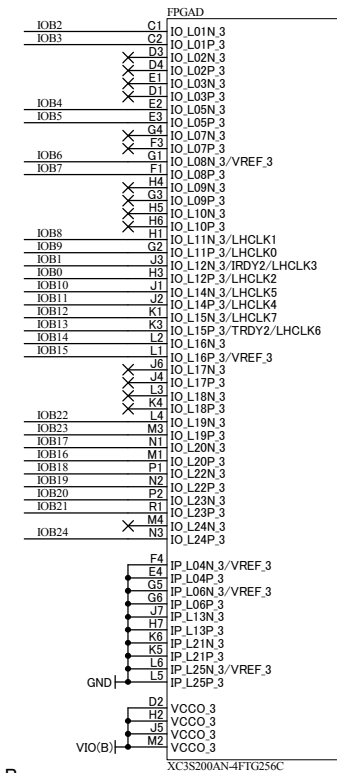 FPGAD
IOB2 C1 IO_L01N_3
IOB3 C2 IO_L01P_3
D3 IO_L02N_3
D4 IO_L02P_3
E1 IO_L03N_3
D1 IO_L03P_3
IOB4 E2 IO_L05N_3
IOB5 E3 IO_L05P_3
G4 IO_L07N_3
F3 IO_L07P_3
IOB6 G1 IO_L08N_3/VREF_3
IOB7 F1 IO_L08P_3
H4 IO_L09N_3
G3 IO_L09P_3
H5 IO_L10N_3
H6 IO_L10P_3
IOB8 H1 IO_L11N_3/LHCLK1
IOB9 G2 IO_L11P_3/LHCLK0
IOB1 J3 IO_L12N_3/IRDY2/LHCLK3
IOB0 H3 IO_L12P_3/LHCLK2
IOB10 J1 IO_L14N_3/LHCLK5
IOB11 J2 IO_L14P_3/LHCLK4
IOB12 K1 IO_L15N_3/LHCLK7
IOB13 K3 IO_L15P_3/TRDY2/LHCLK6
IOB14 L2 IO_L16N_3
IOB15 L1 IO_L16P_3/VREF_3
J6 IO_L17N_3
J4 IO_L17P_3
L3 IO_L18N_3
K4 IO_L18P_3
IOB22 L4 IO_L19N_3
IOB23 M3 IO_L19P_3
IOB17 N1 IO_L20N_3
IOB16 M1 IO_L20P_3
IOB18 P1 IO_L22N_3
IOB19 N2 IO_L22P_3
IOB20 P2 IO_L23N_3
IOB21 R1 IO_L23P_3
M4 IO_L24N_3
IOB24 N3 IO_L24P_3
F4 IP_L04N_3/VREF_3
E4 IP_L04P_3
G5 IP_L06N_3/VREF_3
G6 IP_L06P_3
J7 IP_L13N_3
H7 IP_L13P_3
K6 IP_L21N_3
K5 IP_L21P_3
L6 IP_L25N_3/VREF_3
GND L5 IP_L25P_3
D2 VCCO_3
H2 VCCO_3
J5 VCCO_3
VIO(B) M2 VCCO_3
XC3S200AN-4FTG256C